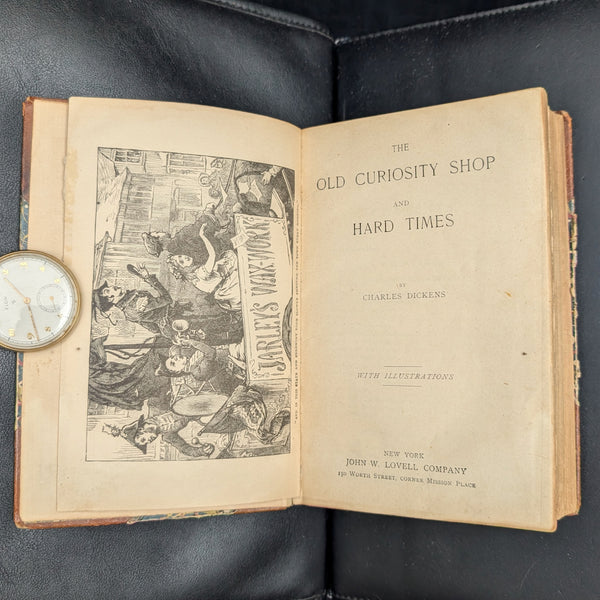 JARLEY'S WAX-WORK
THE
OLD CURIOSITY SHOP
AND
HARD TIMES
BY
CHARLES DICKENS
WITH ILLUSTRATIONS
NEW YORK
JOHN W. LOVELL COMPANY
150 WORTH STREET, CORNER MISSION PLACE